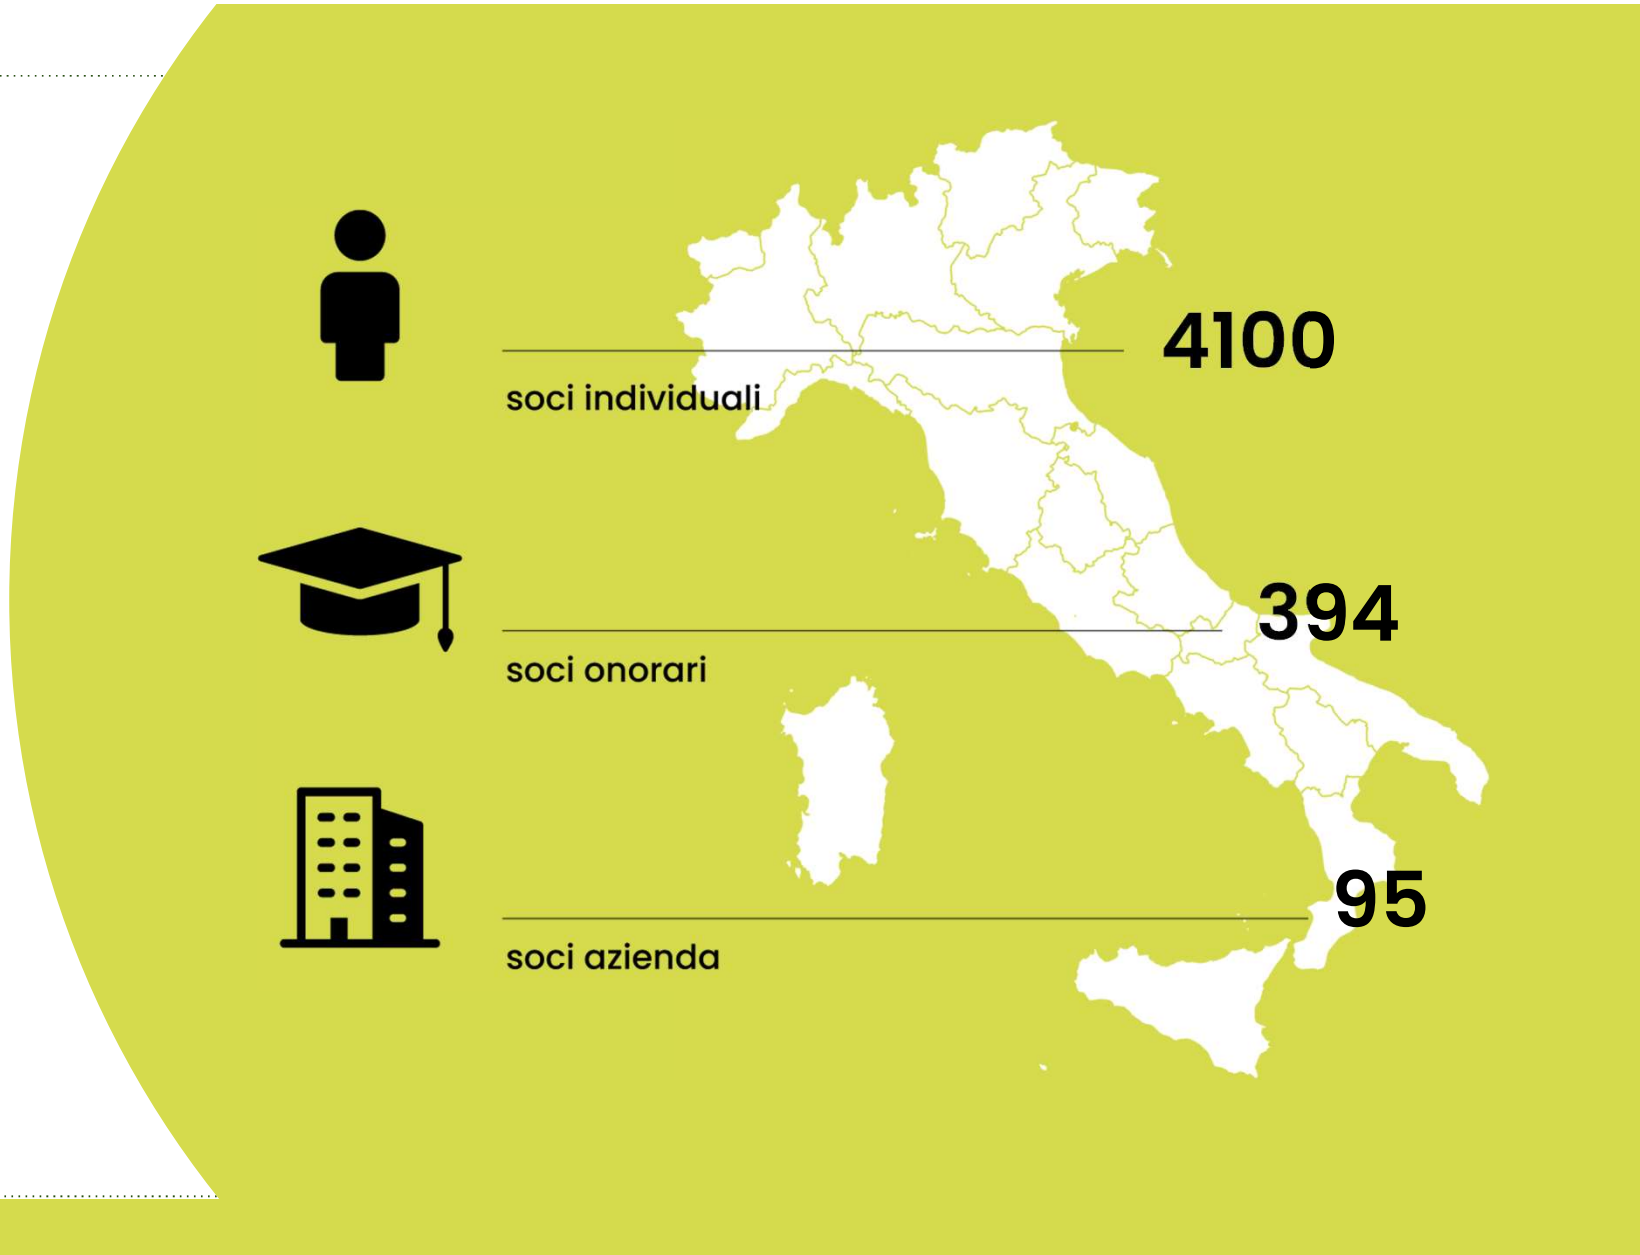 4100
soci individuali
394
soci onorari
95
soci azienda